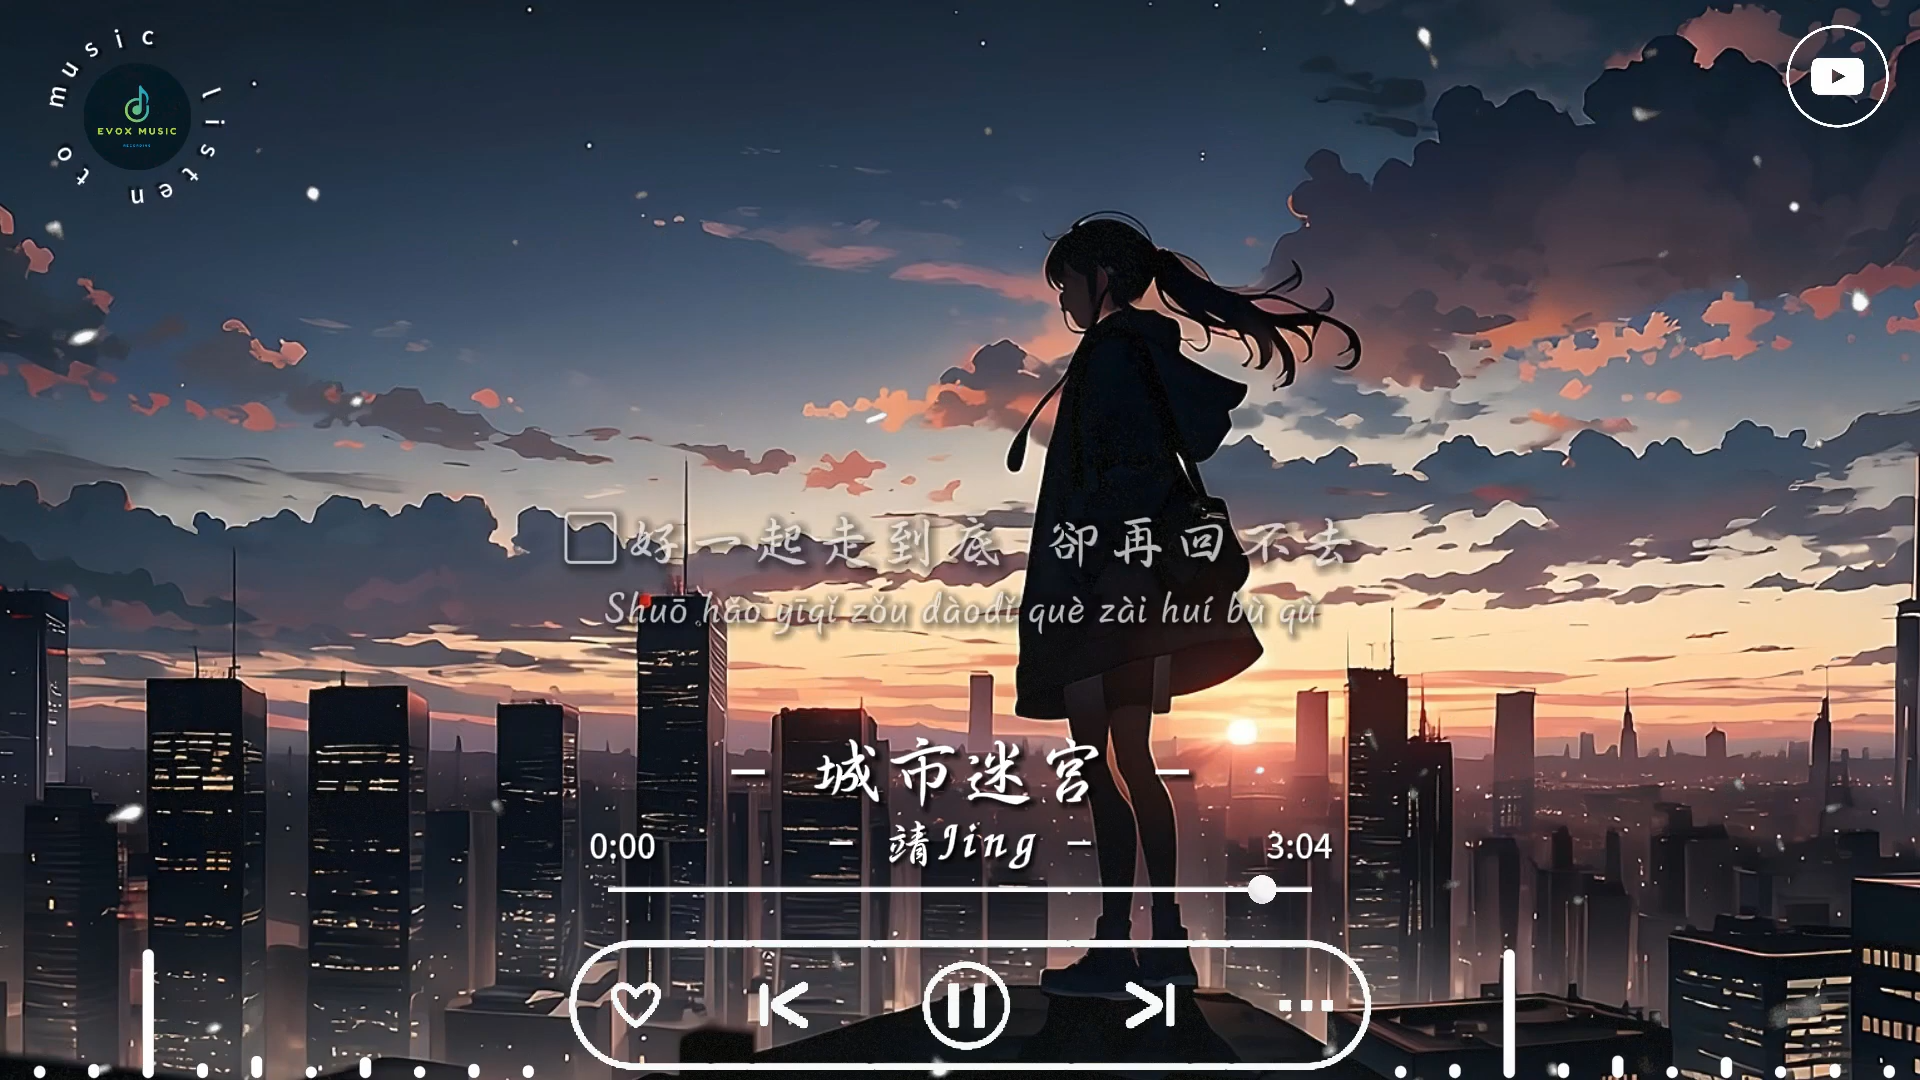 listen to music
EVOX MUSIC
RECORDING
□好一起走到底 卻再回不去
Shuō hǎo yīqǐ zǒu dàodǐ què zài huí bù qù
- 城市迷宮 -
0:00
- 靖Jing -
3:04